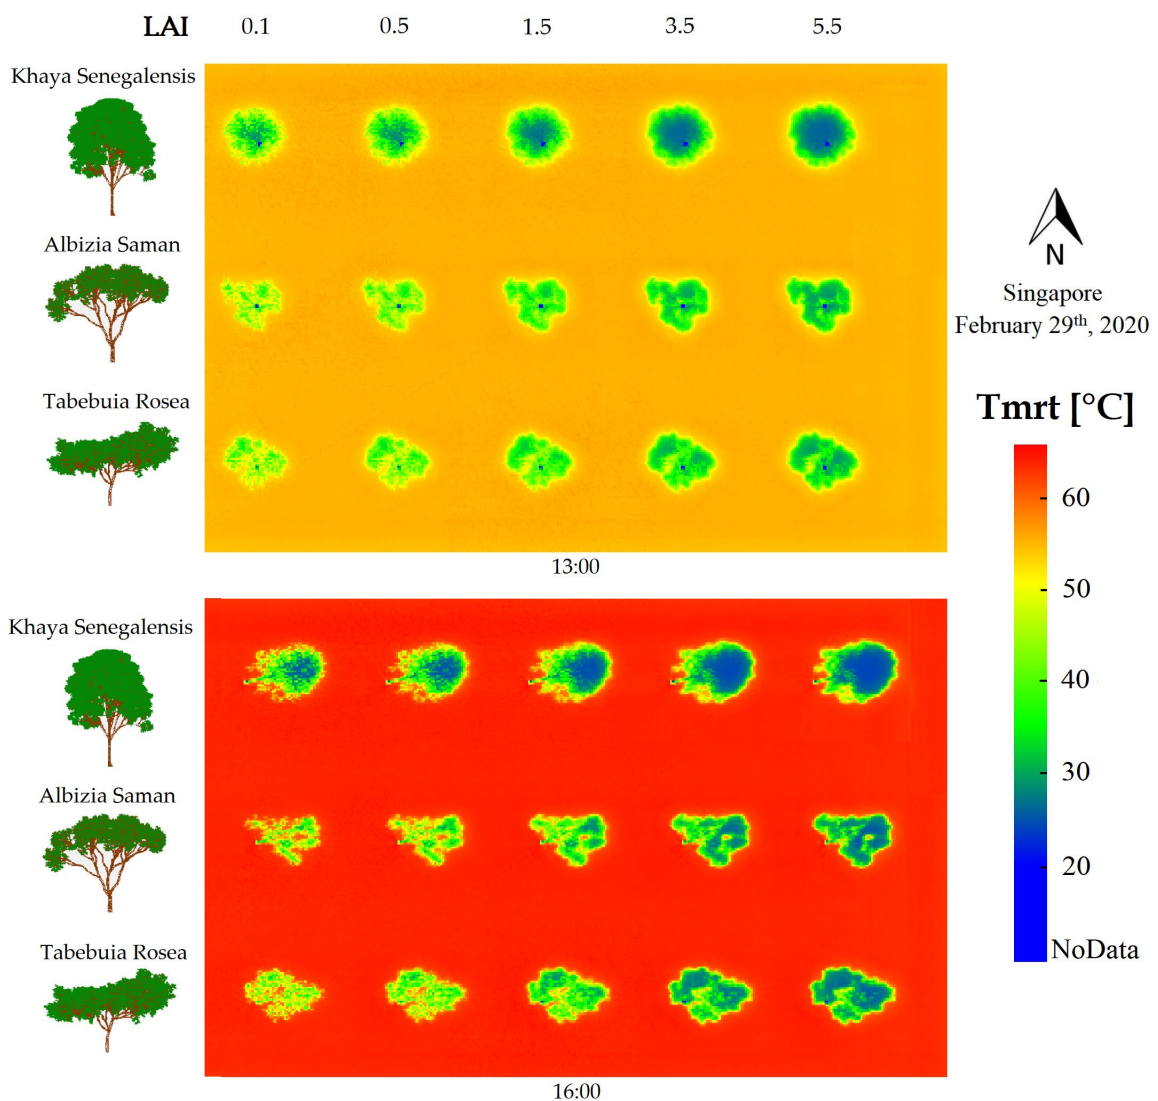 LAI 0.1 0.5 1.5 3.5 5.5
Khaya Senegalensis
Albizia Saman
Tabebuia Rosea
13:00
Khaya Senegalensis
Albizia Saman
Tabebuia Rosea
16:00
N
Singapore
February 29th, 2020
Tmrt [°C]
60
50
40
30
20
NoData